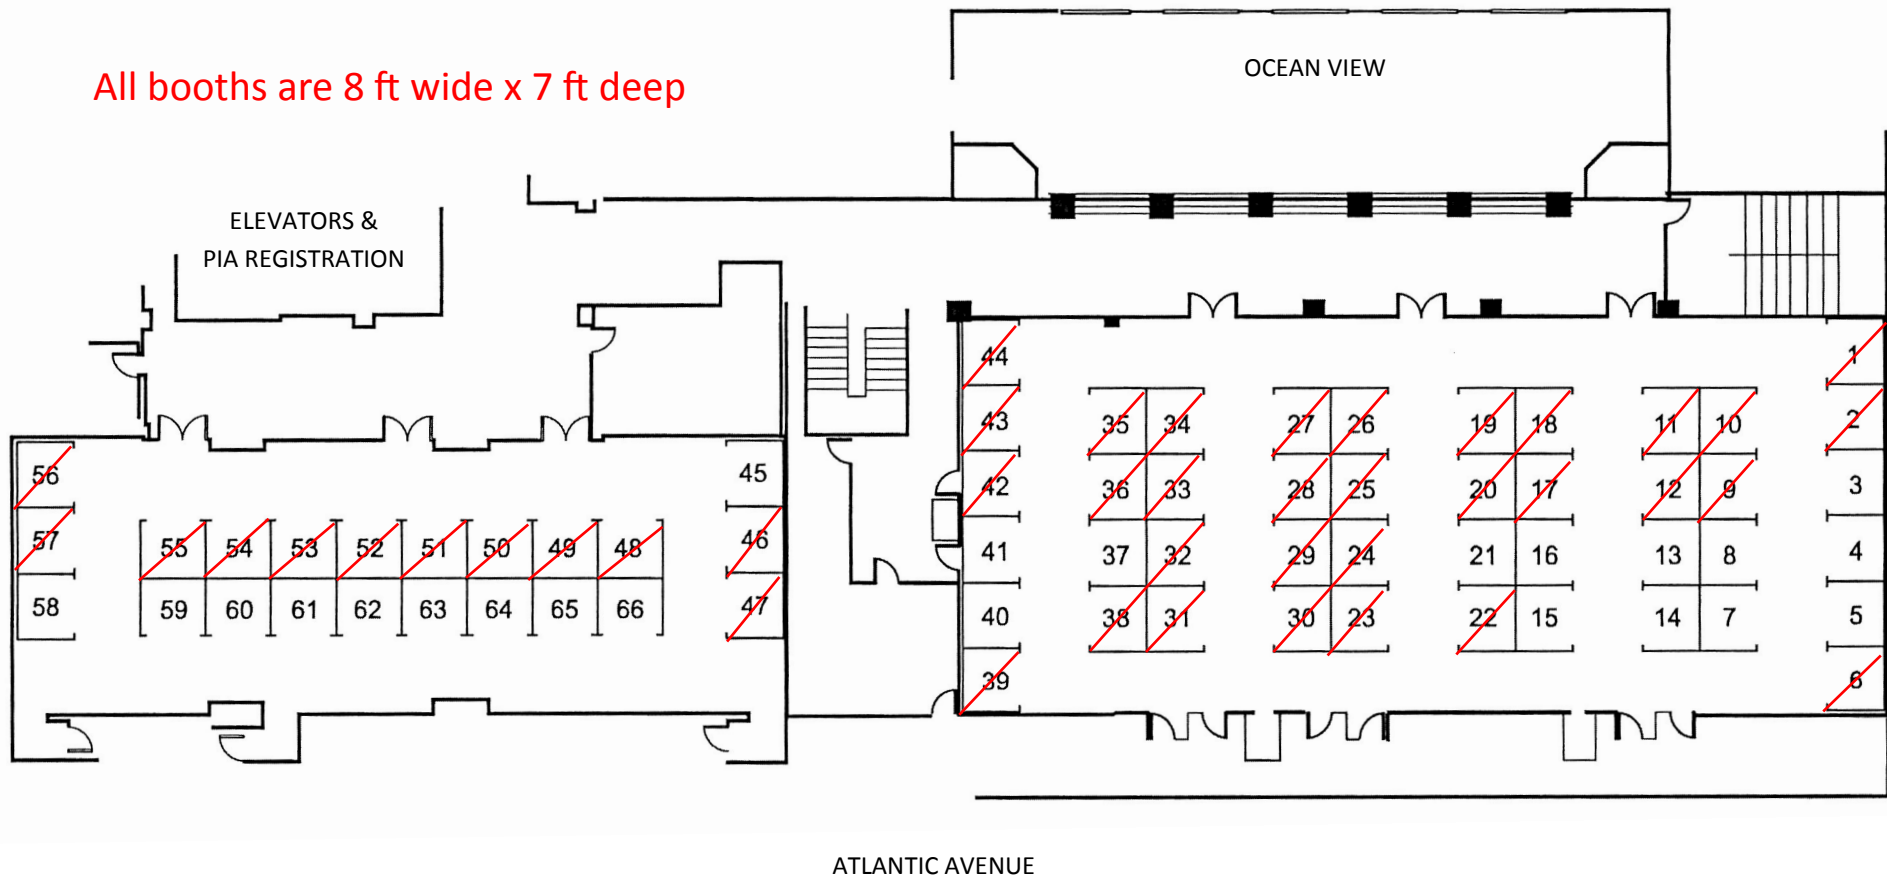 OCEAN VIEW
All booths are 8 ft wide x 7 ft deep
ELEVATORS &
PIA REGISTRATION
44 1
43 35 34 27 26 19 18 11 10 2
56 45 42 36 33 28 25 20 17 12 9 3
57 55 54 53 52 51 50 49 48 46 41 37 32 29 24 21 16 13 8 4
58 59 60 61 62 63 64 65 66 47 40 38 31 30 23 22 15 14 7 5
39 6
ATLANTIC AVENUE